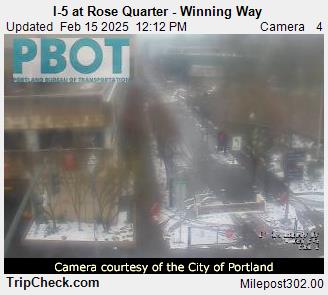 I-5 at Rose Quarter - Winning Way
Updated Feb 15 2025 12:12 PM Camera 4
PBOT
PORTLAND BUREAU OF TRANSPORTATION
Camera courtesy of the City of Portland
TripCheck.com Milepost302.00